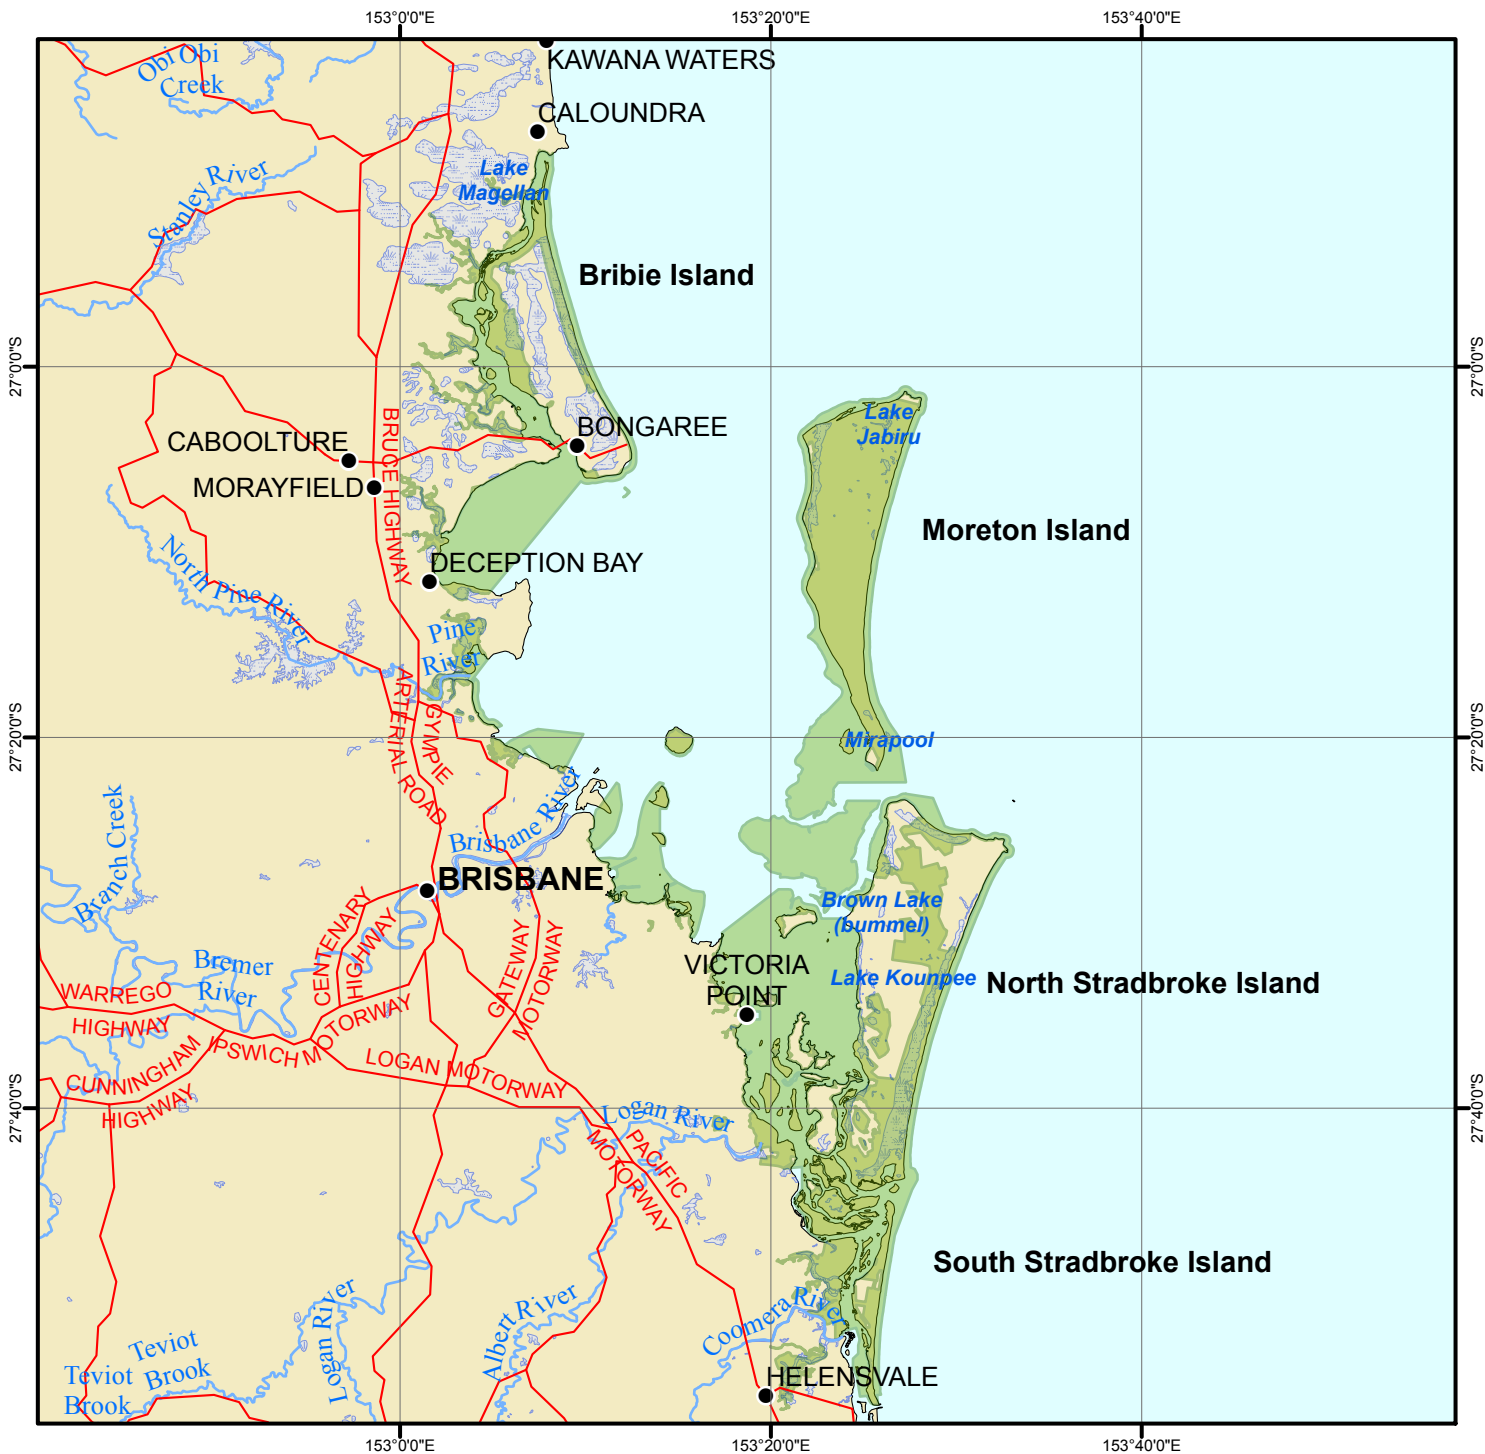 153°0'0"E
153°20'0"E
153°40'0"E
KAWANA WATERS
Obi Obi
Creek
CALOUNDRA
Lake
Magellan
Stanley River
Bribie Island
27°0'0"S
27°0'0"S
Lake
Jabiru
BONGAREE
CABOOLTURE
MORAYFIELD
BRUCE HIGHWAY
Moreton Island
DECEPTION BAY
North Pine River
Pine
River
ARTERIAL ROAD
GYMPIE
27°20'0"S
27°20'0"S
Mirapool
Branch Creek
Brisbane River
BRISBANE
Brown Lake
(bummel)
CENTENARY
HIGHWAY
GATEWAY
MOTORWAY
Bremer
River
VICTORIA
POINT
Lake Kounpee
North Stradbroke Island
WARREGO
HIGHWAY
IPSWICH MOTORWAY
CUNNINGHAM
HIGHWAY
LOGAN MOTORWAY
27°40'0"S
27°40'0"S
Logan River
PACIFIC
MOTORWAY
South Stradbroke Island
Logan River
Albert River
Coomera River
Teviot
Brook
Teviot
Brook
Logan River
HELENSVALE
153°0'0"E
153°20'0"E
153°40'0"E